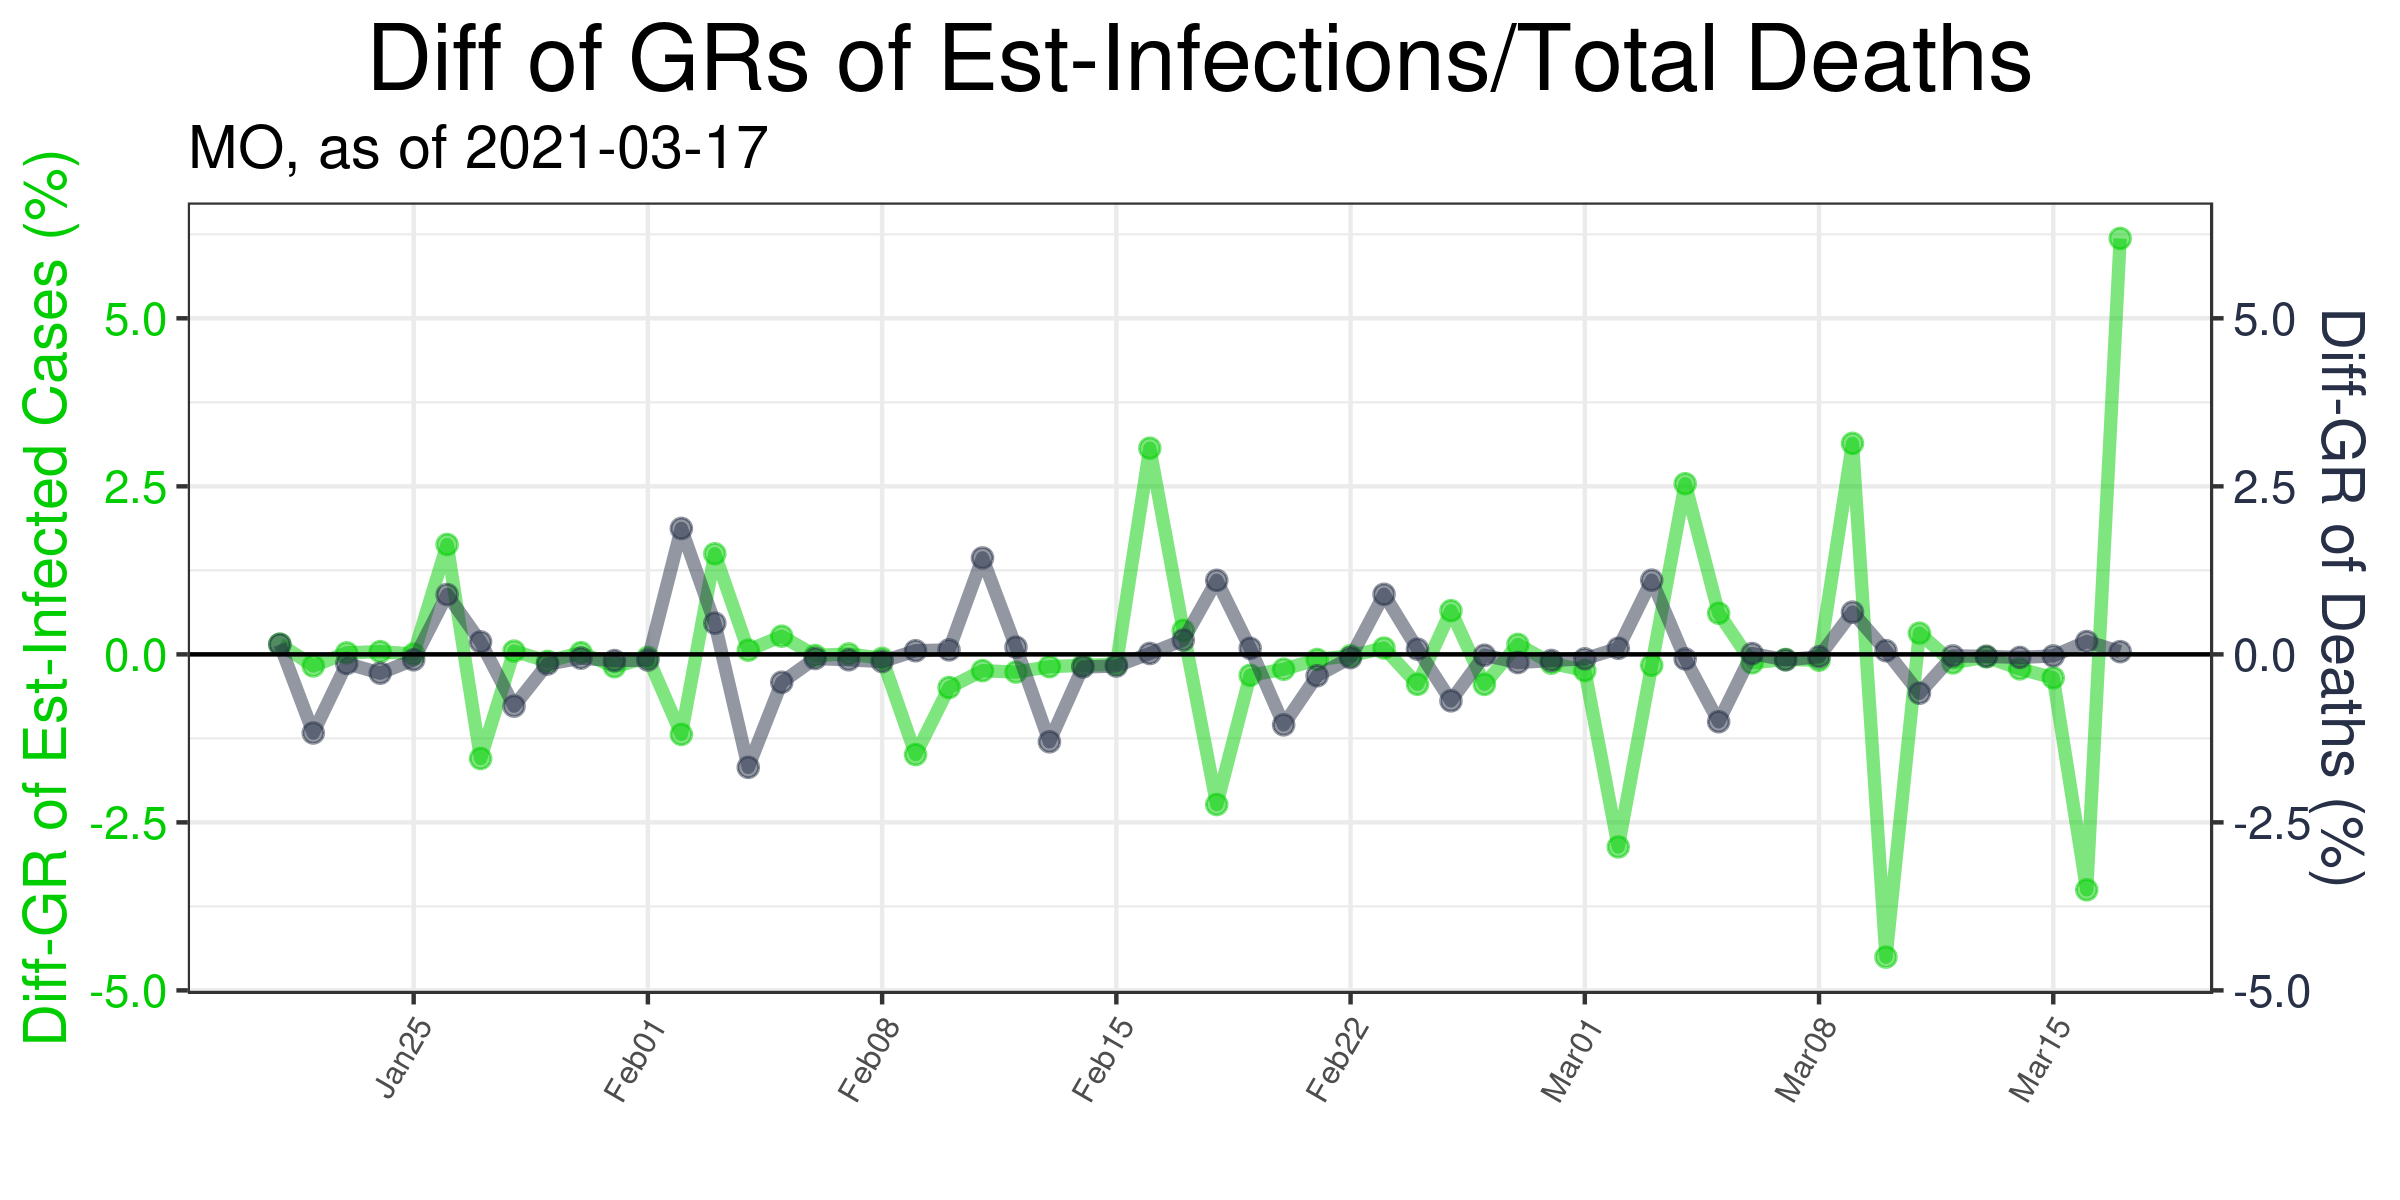 Diff of GRs of Est-Infections/Total Deaths
MO, as of 2021-03-17
Diff-GR of Est-Infected Cases (%)
5.0
2.5
0.0
-2.5
-5.0
5.0
2.5
0.0
-2.5
-5.0
Diff-GR of Deaths (%)
Jan25
Feb01
Feb08
Feb15
Feb22
Mar01
Mar08
Mar15